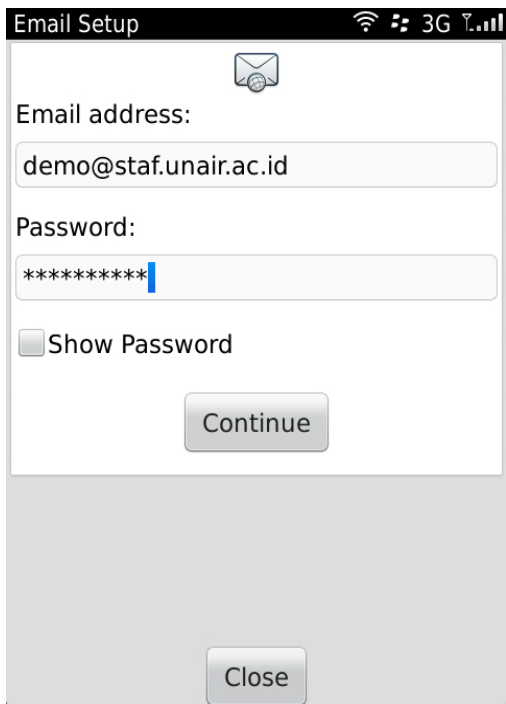 Email Setup 3G
Email address:
demo@staf.unair.ac.id
Password:
**********
Show Password
Continue
Close